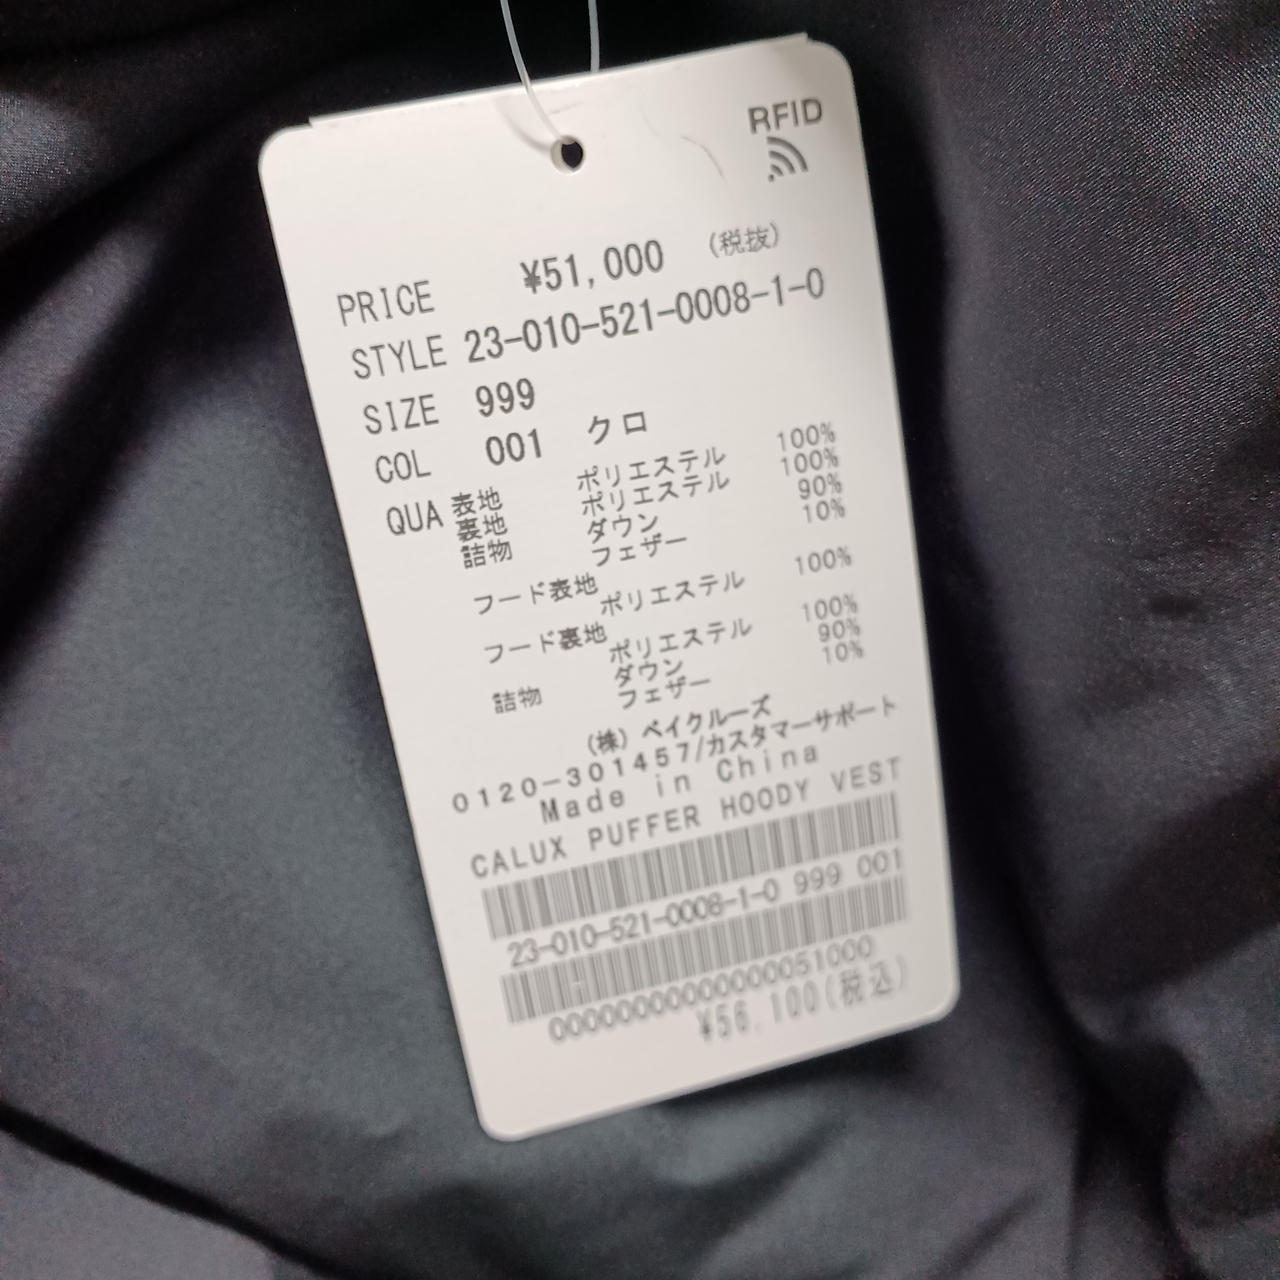 RFID
PRICE ¥51,000 (税抜)
STYLE 23-010-521-0008-1-0
SIZE 999
COL 001 クロ
QUA 表地 ポリエステル 100%
裏地 ポリエステル 100%
詰物 ダウン 90%
フェザー 10%
フード表地
ポリエステル 100%
フード裏地
ポリエステル 100%
詰物 ダウン 90%
フェザー 10%
(株) ベイクルーズ
0120-301457/カスタマーサポート
Made in China
CALUX PUFFER HOODY VEST
23-010-521-0008-1-0 999 001
0000000000000051000
¥56,100(税込)